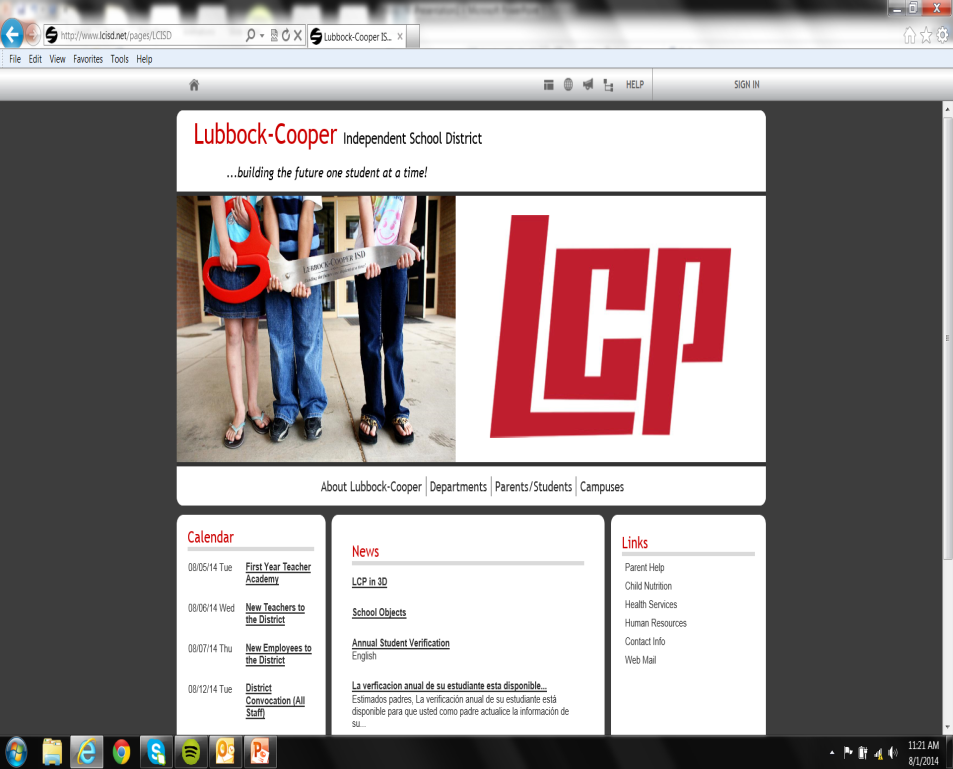 Presentation1 - Microsoft PowerPoint
http://www.lcisd.net/pages/LCISD
Lubbock-Cooper IS...
File Edit View Favorites Tools Help
HELP SIGN IN
Lubbock-Cooper Independent School District
...building the future one student at a time!
LUBBOCK-COOPER ISD
LCP
About Lubbock-Cooper Departments Parents/Students Campuses
Calendar
08/05/14 Tue First Year Teacher
Academy
08/06/14 Wed New Teachers to
the District
08/07/14 Thu New Employees to
the District
08/12/14 Tue District
Convocation (All
Staff)
News
LCP in 3D
School Objects
Annual Student Verification
English
La verficacion anual de su estudiante esta disponible...
Estimados padres, La verificación anual de su estudiante está
disponible para que usted como padre actualice la información de
su...
Links
Parent Help
Child Nutrition
Health Services
Human Resources
Contact Info
Web Mail
11:21 AM
8/1/2014